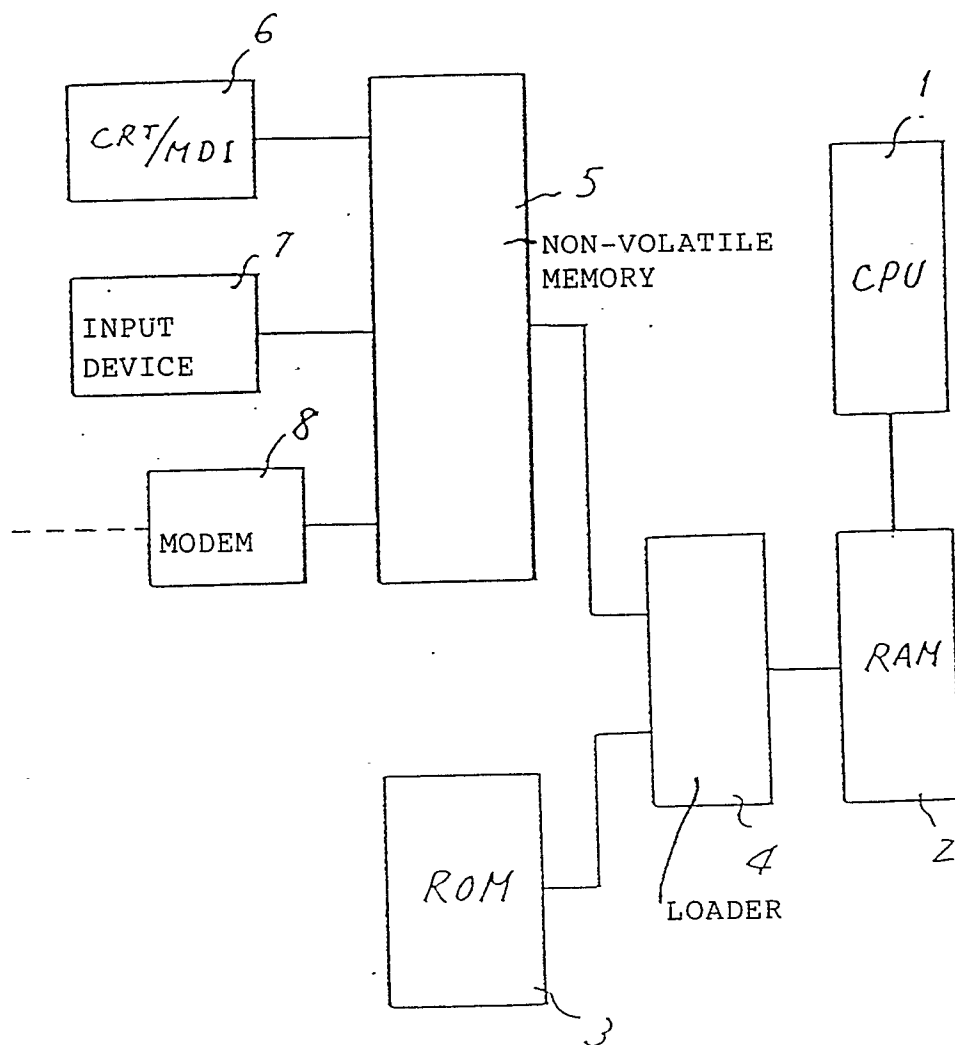 6
CRT/MDI
1
5
NON-VOLATILE
MEMORY
CPU
7
INPUT
DEVICE
8
MODEM
RAM
4
2
ROM
LOADER
3